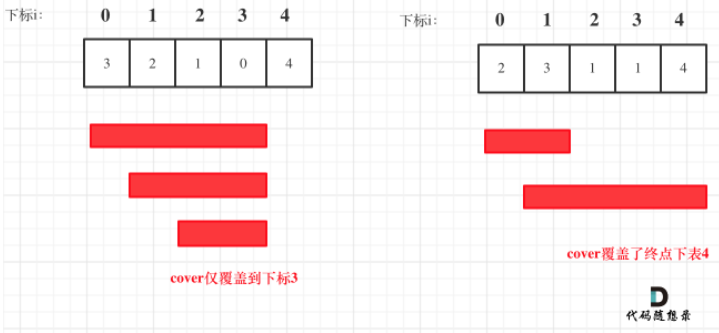 下标i: 0 1 2 3 4
3 2 1 0 4
cover仅覆盖到下标3
下标i: 0 1 2 3 4
2 3 1 1 4
cover覆盖了终点下表4
代码随想录